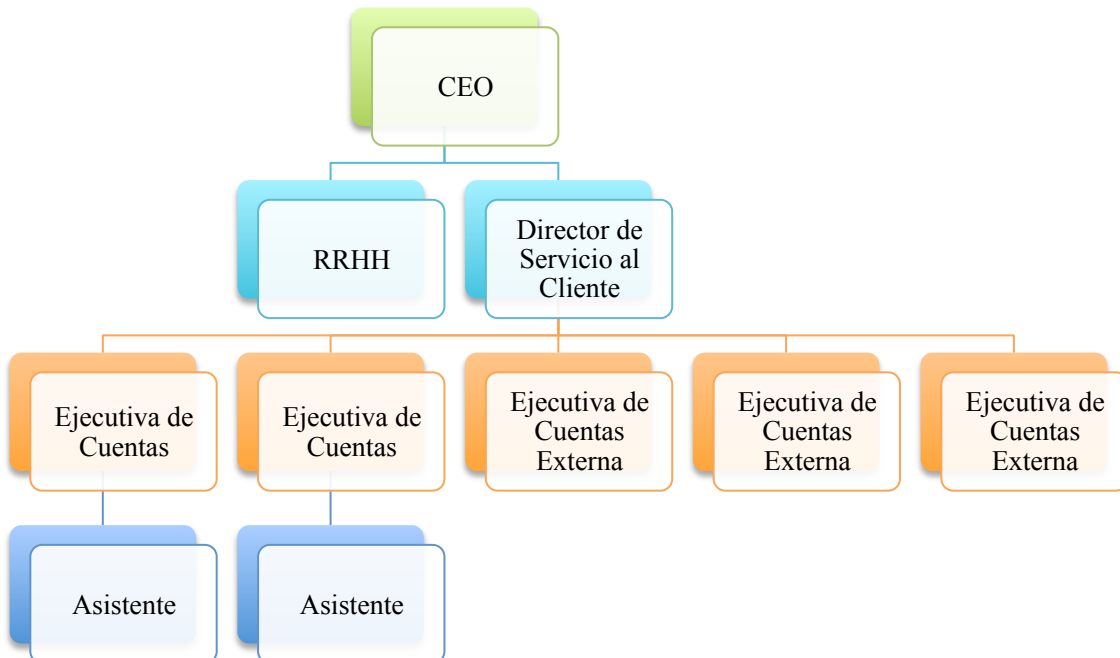 CEO
RRHH
Director de
Servicio al
Cliente
Ejecutiva de
Cuentas
Ejecutiva de
Cuentas
Ejecutiva de
Cuentas
Externa
Ejecutiva de
Cuentas
Externa
Ejecutiva de
Cuentas
Externa
Asistente
Asistente